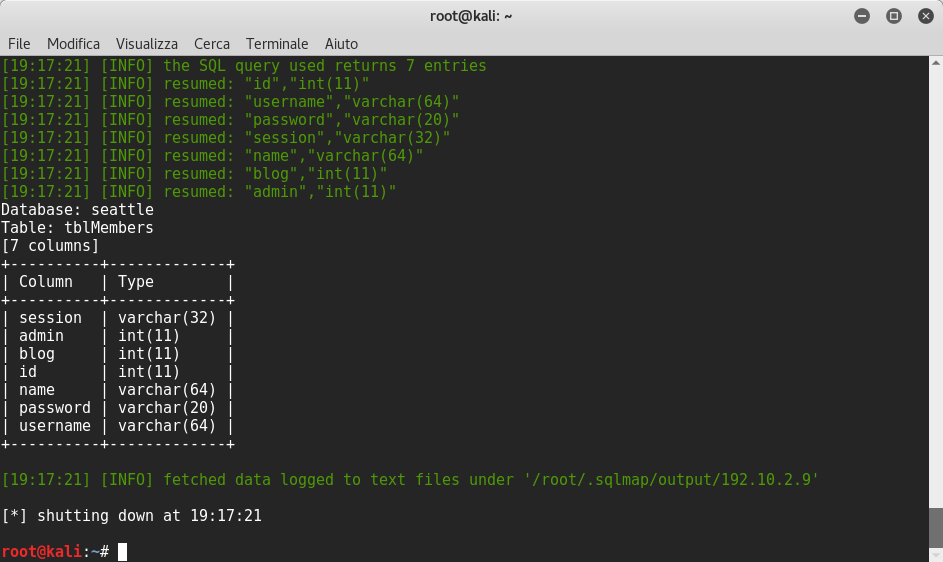 root@kali: ~
File Modifica Visualizza Cerca Terminale Aiuto
[19:17:21] [INFO] the SQL query used returns 7 entries
[19:17:21] [INFO] resumed: "id","int(11)"
[19:17:21] [INFO] resumed: "username","varchar(64)"
[19:17:21] [INFO] resumed: "password","varchar(20)"
[19:17:21] [INFO] resumed: "session","varchar(32)"
[19:17:21] [INFO] resumed: "name","varchar(64)"
[19:17:21] [INFO] resumed: "blog","int(11)"
[19:17:21] [INFO] resumed: "admin","int(11)"
Database: seattle
Table: tblMembers
[7 columns]
+----------+-------------+
| Column   | Type        |
+----------+-------------+
| session  | varchar(32) |
| admin    | int(11)     |
| blog     | int(11)     |
| id       | int(11)     |
| name     | varchar(64) |
| password | varchar(20) |
| username | varchar(64) |
+----------+-------------+
[19:17:21] [INFO] fetched data logged to text files under '/root/.sqlmap/output/192.10.2.9'
[*] shutting down at 19:17:21
root@kali:~#